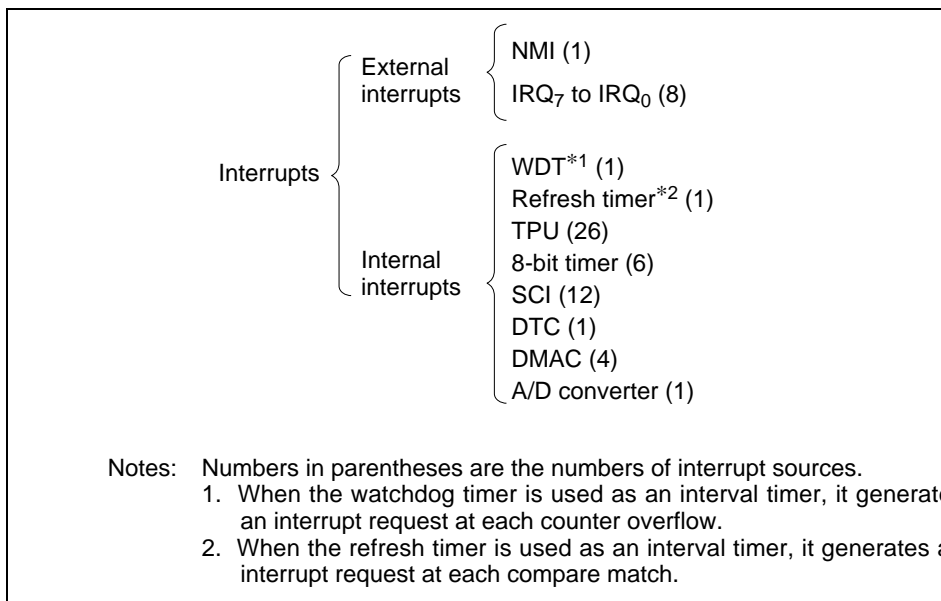 External
interrupts
NMI (1)
IRQ7 to IRQ0 (8)
Interrupts
Internal
interrupts
WDT*1 (1)
Refresh timer*2 (1)
TPU (26)
8-bit timer (6)
SCI (12)
DTC (1)
DMAC (4)
A/D converter (1)
Notes: Numbers in parentheses are the numbers of interrupt sources.
1. When the watchdog timer is used as an interval timer, it generate
an interrupt request at each counter overflow.
2. When the refresh timer is used as an interval timer, it generates a
interrupt request at each compare match.